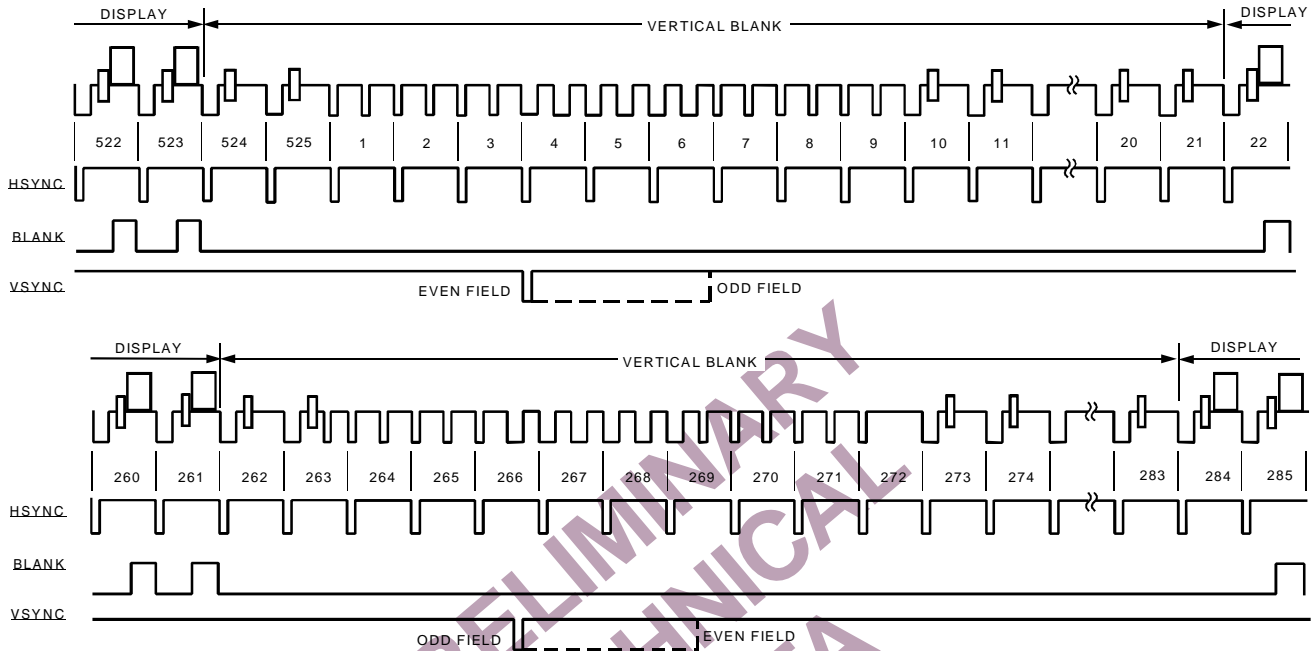 DISPLAY VERTICAL BLANK DISPLAY
522 523 524 525 1 2 3 4 5 6 7 8 9 10 11 20 21 22
HSYNC
BLANK
VSYNC
EVEN FIELD ODD FIELD
DISPLAY VERTICAL BLANK DISPLAY
260 261 262 263 264 265 266 267 268 269 270 271 272 273 274 283 284 285
HSYNC
BLANK
VSYNC
ODD FIELD EVEN FIELD